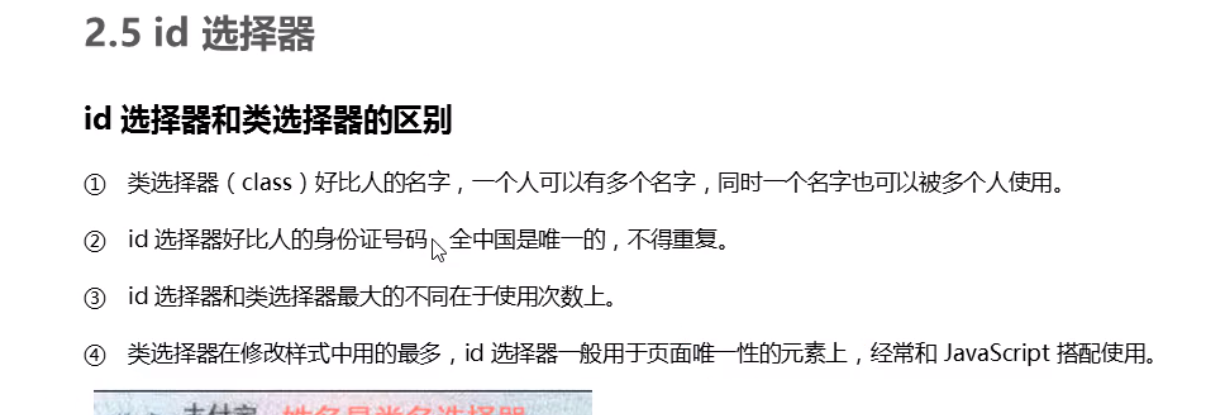 2.5 id 选择器
id 选择器和类选择器的区别
① 类选择器（class）好比人的名字，一个人可以有多个名字，同时一个名字也可以被多个人使用。
② id 选择器好比人的身份证号码，全中国是唯一的，不得重复。
③ id 选择器和类选择器最大的不同在于使用次数上。
④ 类选择器在修改样式中用的最多，id 选择器一般用于页面唯一性的元素上，经常和 JavaScript 搭配使用。